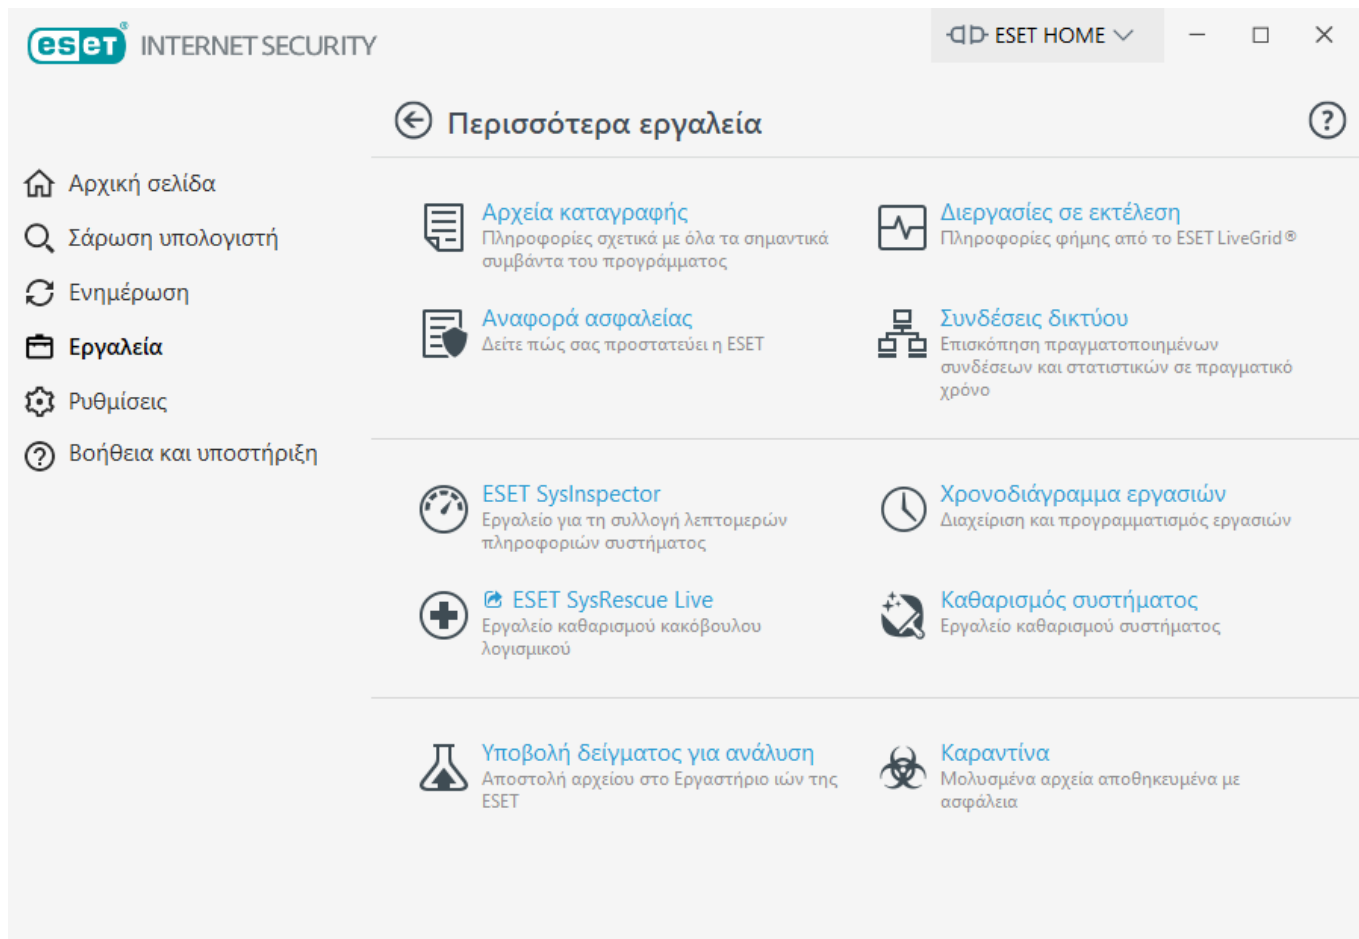 eset® INTERNET SECURITY
ESET HOME
Περισσότερα εργαλεία
Αρχική σελίδα
Σάρωση υπολογιστή
Ενημέρωση
Εργαλεία
Ρυθμίσεις
Βοήθεια και υποστήριξη
Αρχεία καταγραφής
Πληροφορίες σχετικά με όλα τα σημαντικά
συμβάντα του προγράμματος
Διεργασίες σε εκτέλεση
Πληροφορίες φήμης από το ESET LiveGrid®
Αναφορά ασφαλείας
Δείτε πώς σας προστατεύει η ESET
Συνδέσεις δικτύου
Επισκόπηση πραγματοποιημένων
συνδέσεων και στατιστικών σε πραγματικό
χρόνο
ESET SysInspector
Εργαλείο για τη συλλογή λεπτομερών
πληροφοριών συστήματος
Χρονοδιάγραμμα εργασιών
Διαχείριση και προγραμματισμός εργασιών
ESET SysRescue Live
Εργαλείο καθαρισμού κακόβουλου
λογισμικού
Καθαρισμός συστήματος
Εργαλείο καθαρισμού συστήματος
Υποβολή δείγματος για ανάλυση
Αποστολή αρχείου στο Εργαστήριο ιών της
ESET
Καραντίνα
Μολυσμένα αρχεία αποθηκευμένα με
ασφάλεια